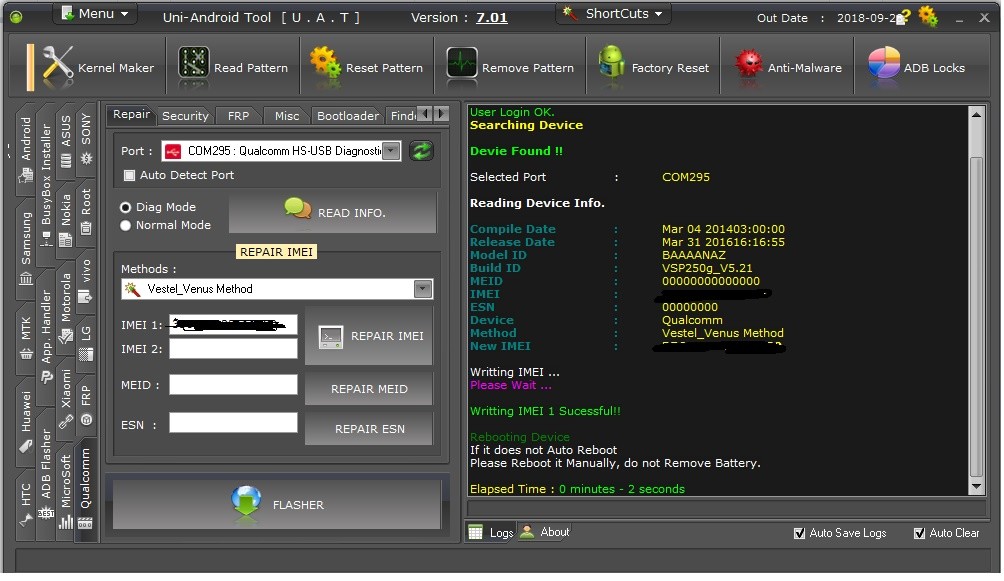 Menu
Uni-Android Tool [ U . A . T ]
Version : 7.01
ShortCuts
Out Date : 2018-09-2
Kernel Maker
Read Pattern
Reset Pattern
Remove Pattern
Factory Reset
Anti-Malware
ADB Locks
Android
Samsung
MTK
Huawei
HTC
BusyBox Installer
App. Handler
ADB Flasher
ASUS
Nokia
Motorola
Xiaomi
MicroSoft
SONY
Root
vivo
LG
FRP
Qualcomm
Repair
Security
FRP
Misc
Bootloader
Find
Port :
COM295 : Qualcomm HS-USB Diagnosti
Auto Detect Port
Diag Mode
Normal Mode
READ INFO.
REPAIR IMEI
Methods :
Vestel_Venus Method
IMEI 1:
IMEI 2:
REPAIR IMEI
MEID :
REPAIR MEID
ESN :
REPAIR ESN
FLASHER
User Login OK.
Searching Device
Devie Found !!
Selected Port : COM295
Reading Device Info.
Compile Date : Mar 04 201403:00:00
Release Date : Mar 31 201616:16:55
Model ID : BAAAANAZ
Build ID : VSP250g_V5.21
MEID : 00000000000000
IMEI :
ESN : 00000000
Device : Qualcomm
Method : Vestel_Venus Method
New IMEI :
Writting IMEI ...
Please Wait ...
Writting IMEI 1 Sucessful!!
Rebooting Device
If it does not Auto Reboot
Please Reboot it Manually, do not Remove Battery.
Elapsed Time : 0 minutes - 2 seconds
Logs
About
Auto Save Logs
Auto Clear